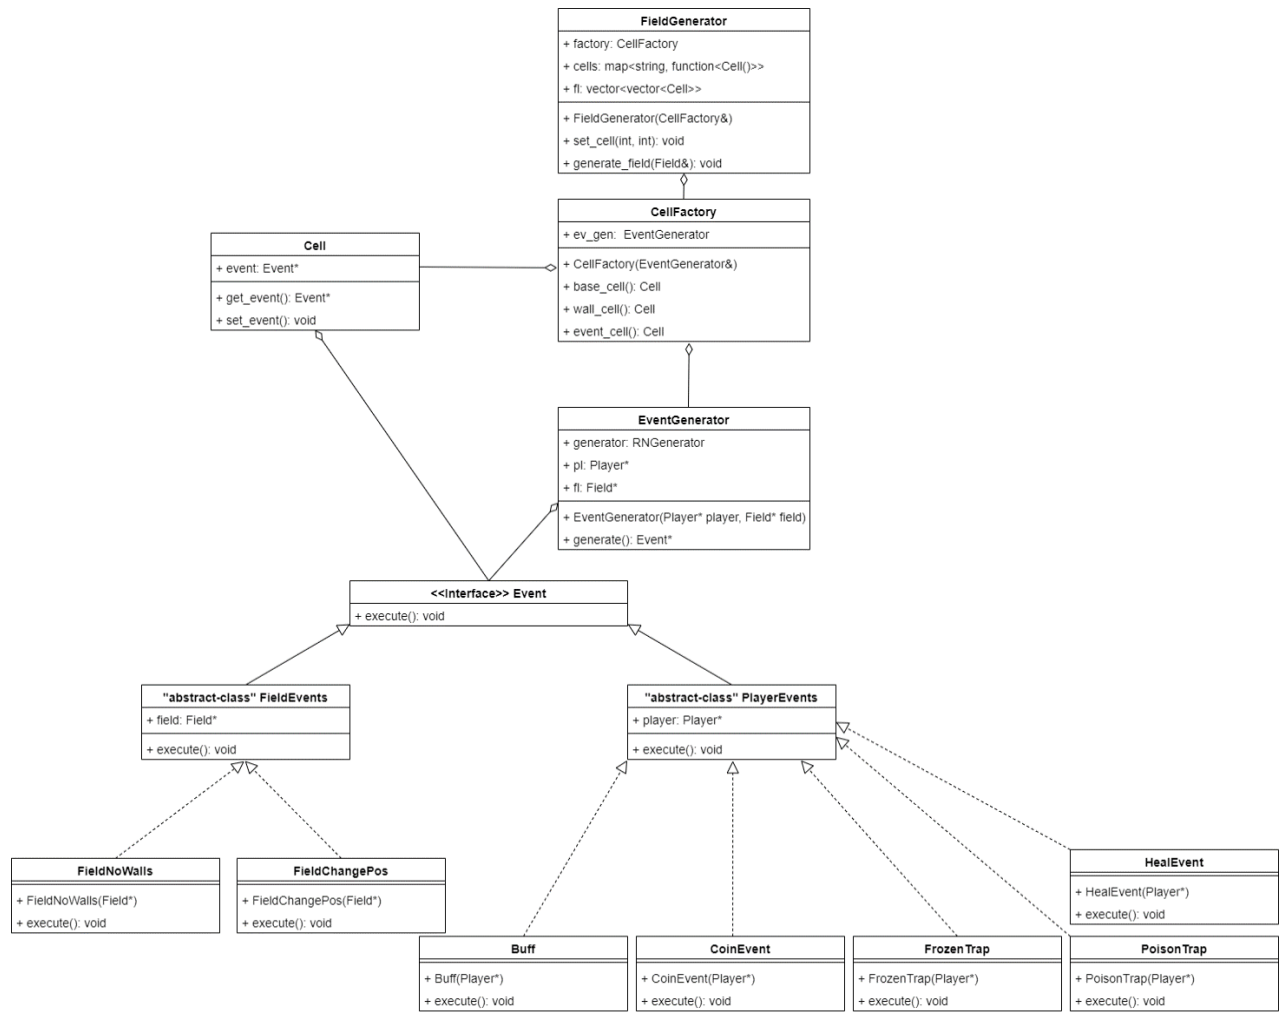 FieldGenerator
+ factory: CellFactory
+ cells: map<string, function<Cell()>>
+ fl: vector<vector<Cell>>
+ FieldGenerator(CellFactory&)
+ set_cell(int, int): void
+ generate_field(Field&): void
CellFactory
+ ev_gen: EventGenerator
+ CellFactory(EventGenerator&)
+ base_cell(): Cell
+ wall_cell(): Cell
+ event_cell(): Cell
Cell
+ event: Event*
+ get_event(): Event*
+ set_event(): void
EventGenerator
+ generator: RNGenerator
+ pl: Player*
+ fl: Field*
+ EventGenerator(Player* player, Field* field)
+ generate(): Event*
<<Interface>> Event
+ execute(): void
"abstract-class" FieldEvents
+ field: Field*
+ execute(): void
"abstract-class" PlayerEvents
+ player: Player*
+ execute(): void
FieldNoWalls
+ FieldNoWalls(Field*)
+ execute(): void
FieldChangePos
+ FieldChangePos(Field*)
+ execute(): void
HealEvent
+ HealEvent(Player*)
+ execute(): void
Buff
+ Buff(Player*)
+ execute(): void
CoinEvent
+ CoinEvent(Player*)
+ execute(): void
FrozenTrap
+ FrozenTrap(Player*)
+ execute(): void
PoisonTrap
+ PoisonTrap(Player*)
+ execute(): void